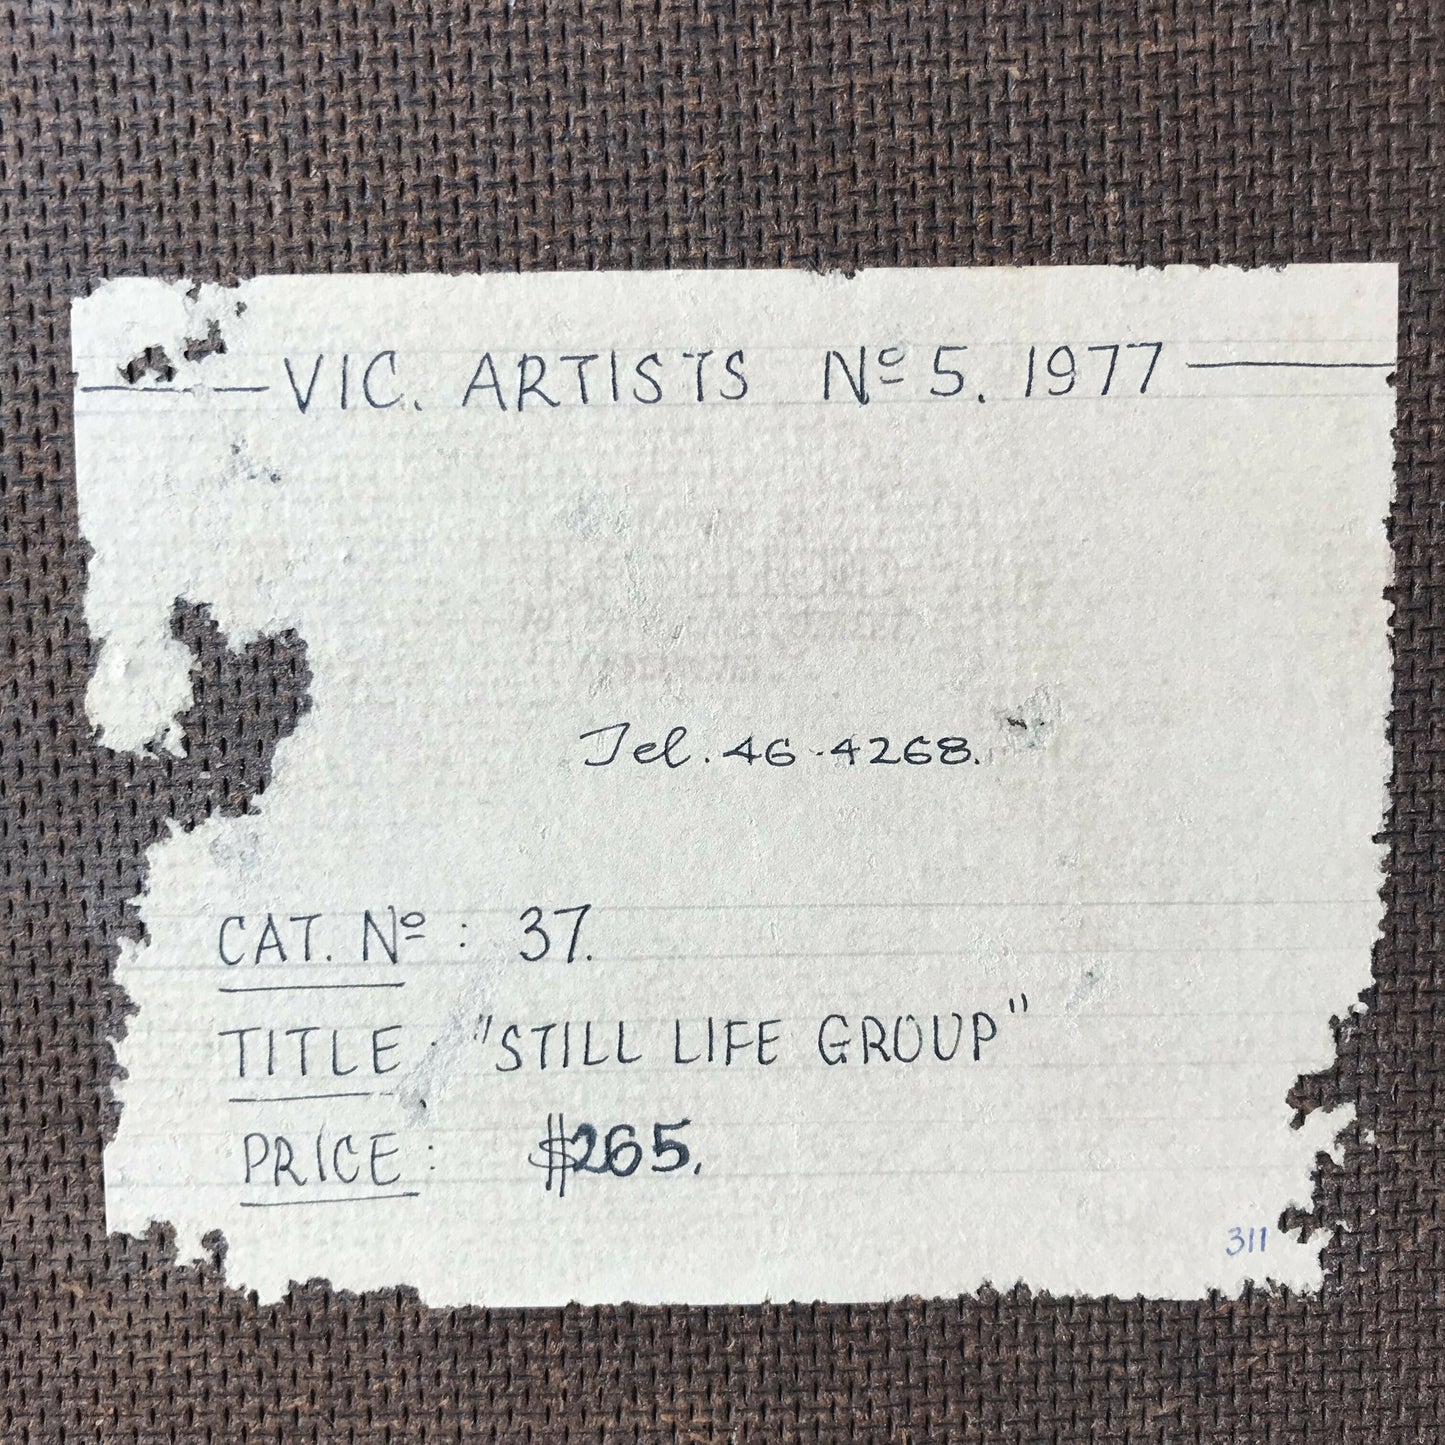 VIC. ARTISTS Nº 5. 1977
Tel. 46-4268.
CAT. Nº : 37.
TITLE : "STILL LIFE GROUP"
PRICE : $265.
311